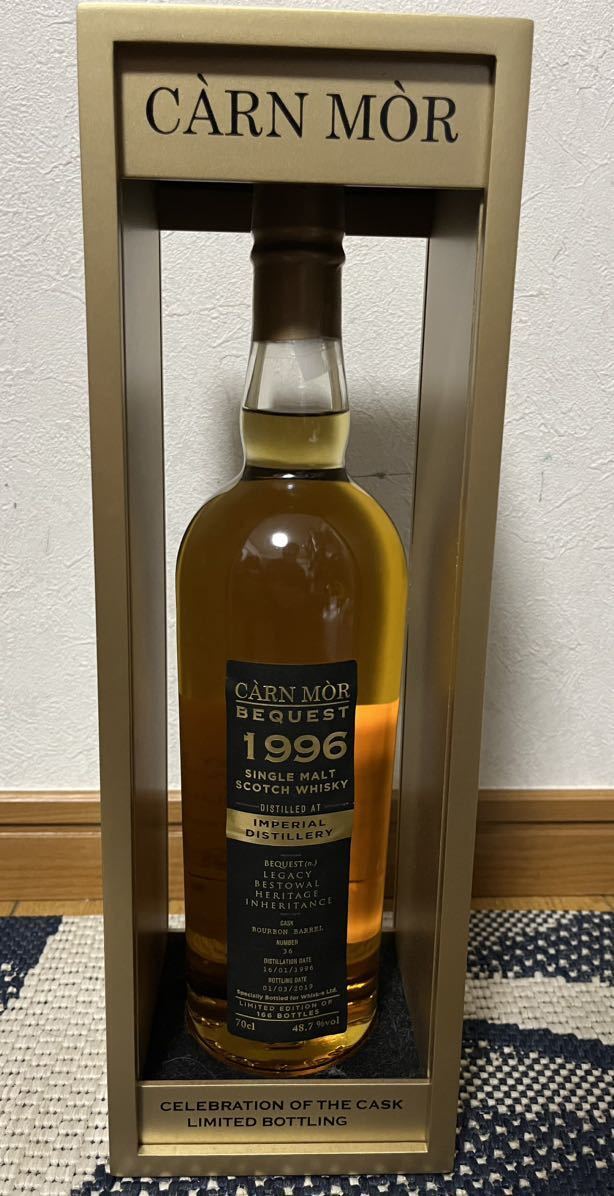 CÀRN MÒR
CÀRN MÒR
BEQUEST
1996
SINGLE MALT
SCOTCH WHISKY
DISTILLED AT
IMPERIAL
DISTILLERY
BEQUEST (n.)
LEGACY
BESTOWAL
HERITAGE
INHERITANCE
CASK
BOURBON BARREL
NUMBER
36
DISTILLATION DATE
16/01/1996
BOTTLING DATE
01/03/2019
Specially Bottled for Whisk-e Ltd.
LIMITED EDITION OF
166 BOTTLES
70cl 48.7 %vol
CELEBRATION OF THE CASK
LIMITED BOTTLING